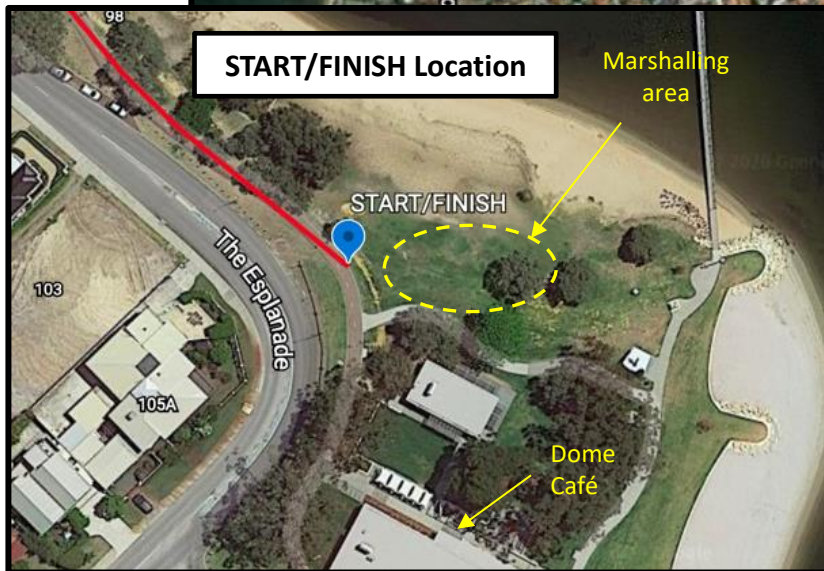 98
START/FINISH Location
Marshalling
area
START/FINISH
The Esplanade
103
105A
Dome
Café